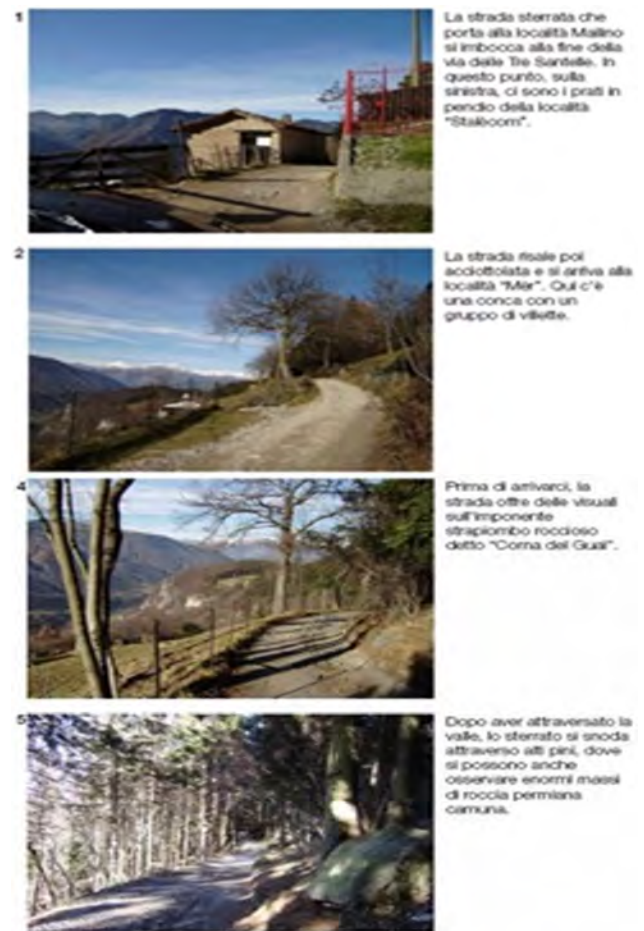 1
La strada sterrata che
porta alla località Mallino
si imbocca alla fine della
via delle Tre Santelle. In
questo punto, sulla
sinistra, ci sono i prati in
pendio della località
"Stalècom".
2
La strada risale poi
acciottolata e si arriva alla
località "Mèr". Qui c'è
una conca con un
gruppo di villette.
4
Prima di arrivarci, la
strada offre delle visuali
sull'imponente
strapiombo roccioso
detto "Corna del Gual".
5
Dopo aver attraversato la
valle, lo sterrato si snoda
attraverso alti pini, dove
si possono anche
osservare enormi massi
di roccia permiana
camuna.